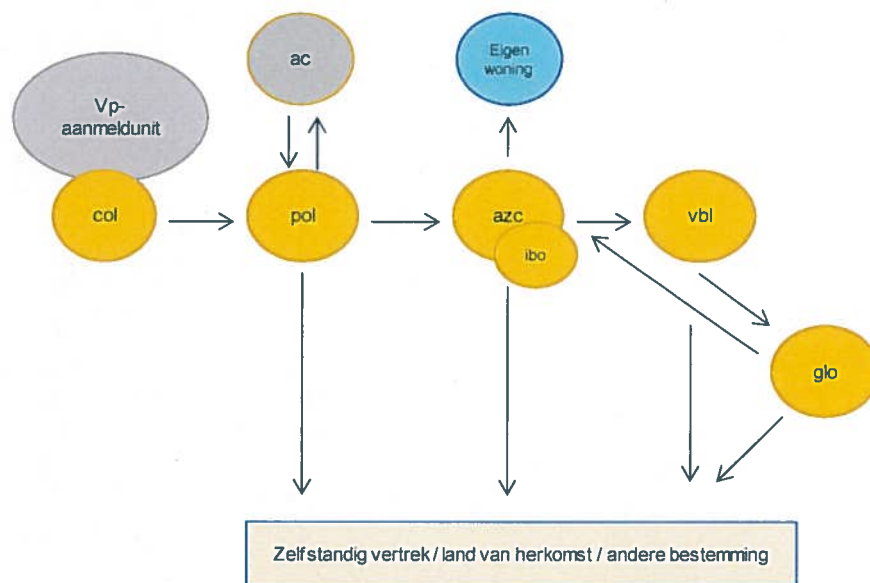 ac
Eigen
woning
Vp-
aanmeldunit
col
pol
azc
vbl
ibo
glo
Zelfstandig vertrek / land van herkomst / andere bestemming